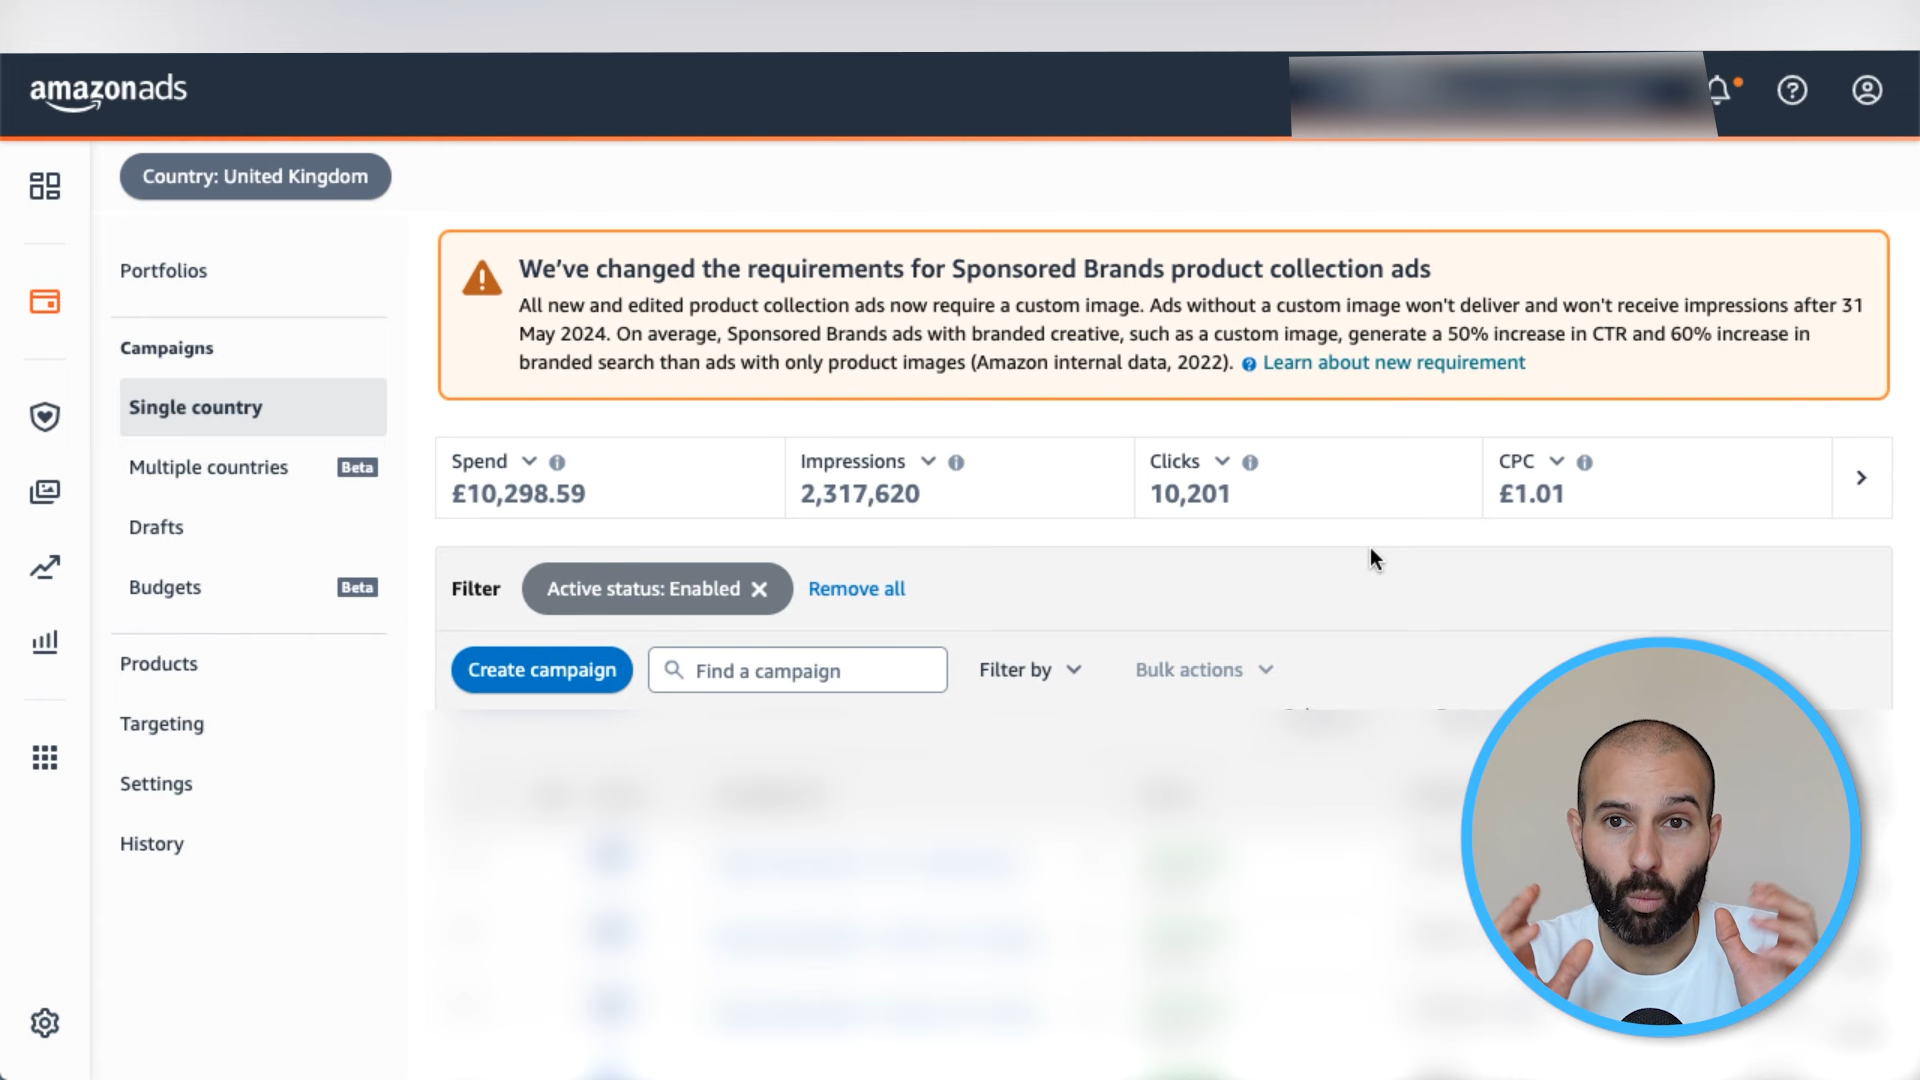 amazonads
Country: United Kingdom
Portfolios
Campaigns
Single country
Multiple countries Beta
Drafts
Budgets Beta
Products
Targeting
Settings
History
We’ve changed the requirements for Sponsored Brands product collection ads
All new and edited product collection ads now require a custom image. Ads without a custom image won't deliver and won't receive impressions after 31
May 2024. On average, Sponsored Brands ads with branded creative, such as a custom image, generate a 50% increase in CTR and 60% increase in
branded search than ads with only product images (Amazon internal data, 2022). Learn about new requirement
Spend Impressions Clicks CPC
£10,298.59 2,317,620 10,201 £1.01
Filter Active status: Enabled Remove all
Create campaign Find a campaign Filter by Bulk actions